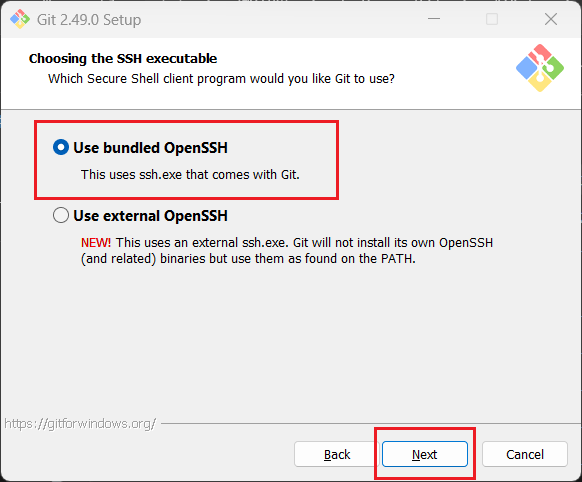 Git 2.49.0 Setup
Choosing the SSH executable
Which Secure Shell client program would you like Git to use?
Use bundled OpenSSH
This uses ssh.exe that comes with Git.
Use external OpenSSH
NEW! This uses an external ssh.exe. Git will not install its own OpenSSH
(and related) binaries but use them as found on the PATH.
https://gitforwindows.org/
Back
Next
Cancel